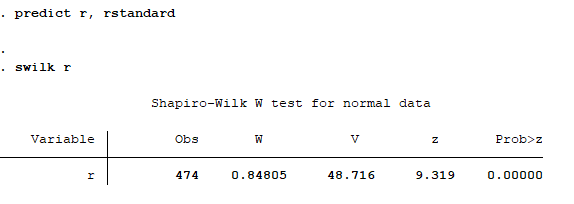 . predict r, rstandard
.
. swilk r
Shapiro-Wilk W test for normal data
Variable Obs W V z Prob>z
r 474 0.84805 48.716 9.319 0.00000